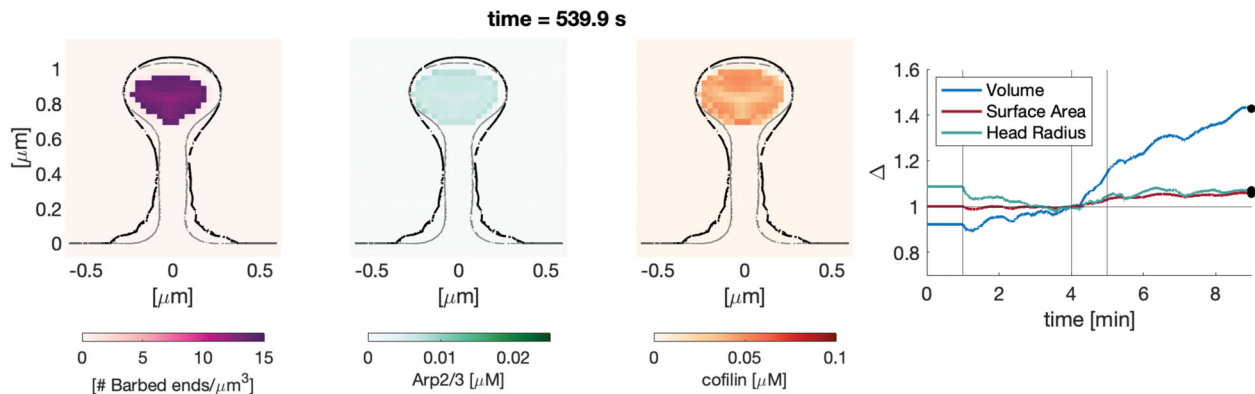 time = 539.9 s
[μm]
1
0.8
0.6
0.4
0.2
0
-0.5 0 0.5
[μm]
0 5 10 15
[# Barbed ends/μm³]
-0.5 0 0.5
[μm]
0 0.01 0.02
Arp2/3 [μM]
-0.5 0 0.5
[μm]
0 0.05 0.1
cofilin [μM]
Δ
1.6
1.4
1.2
1
0.8
Volume
Surface Area
Head Radius
0 2 4 6 8
time [min]